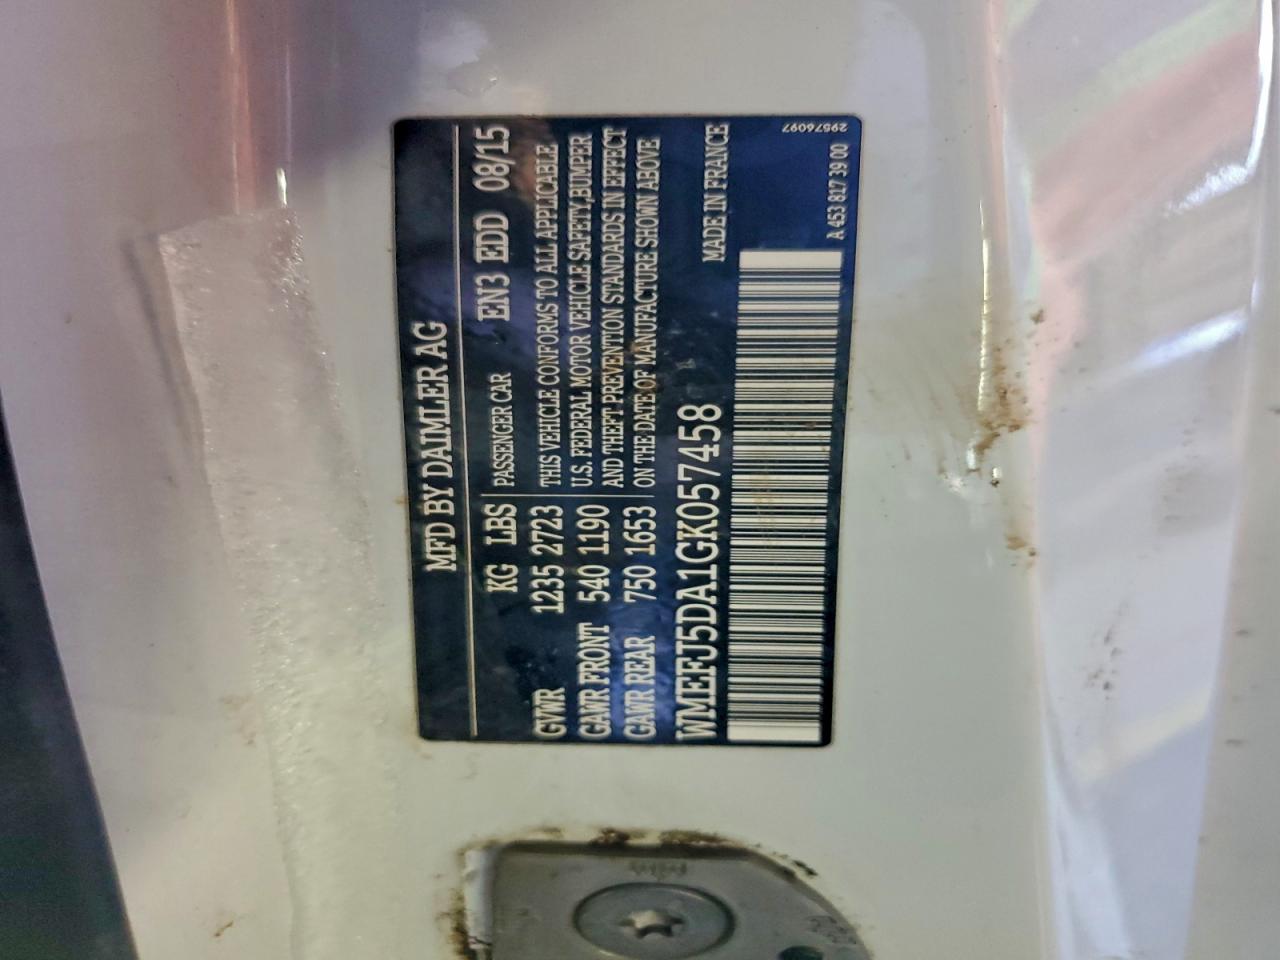 MFD BY DAIMLER AG
KG LBS PASSENGER CAR EN3 EDD 08/15
GVWR 1235 2723 THIS VEHICLE CONFORMS TO ALL APPLICABLE
GAWR FRONT 540 1190 U.S. FEDERAL MOTOR VEHICLE SAFETY,BUMPER
AND THEFT PREVENTION STANDARDS IN EFFECT
GAWR REAR 750 1653 ON THE DATE OF MANUFACTURE SHOWN ABOVE
WMEFJ5DA1GK057458 MADE IN FRANCE
A 453 817 39 00
29576097